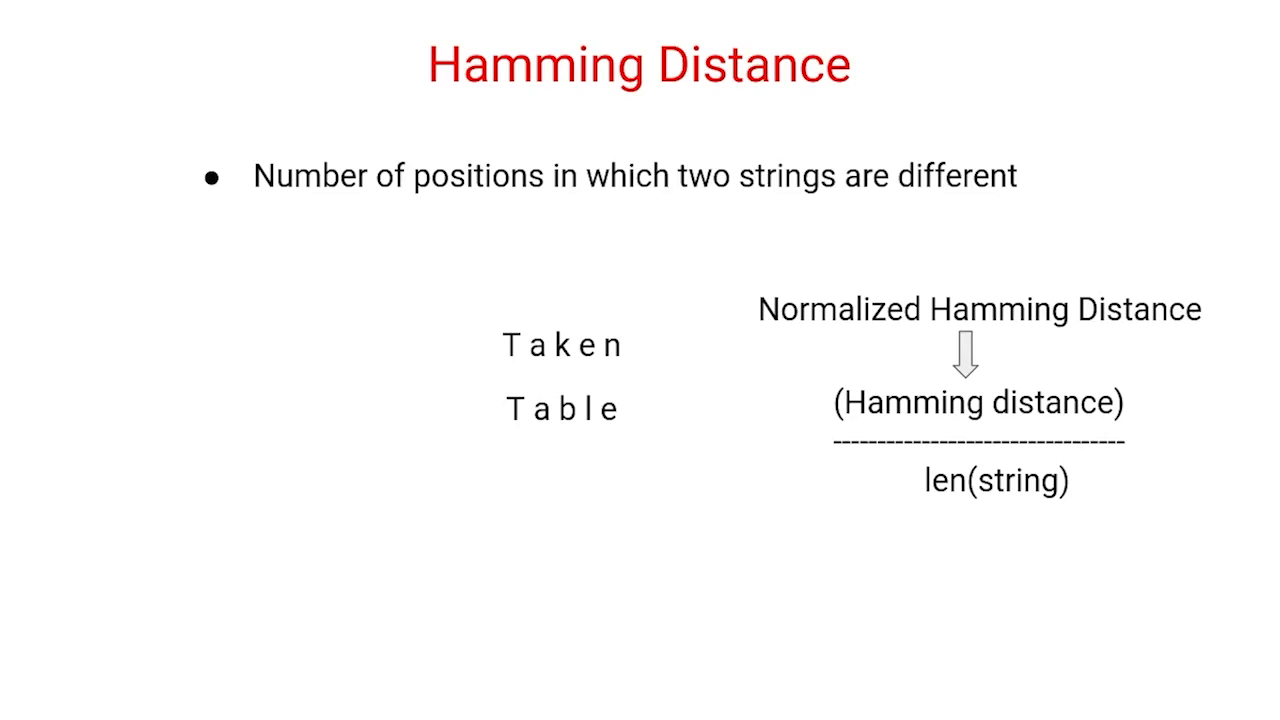 Hamming Distance
● Number of positions in which two strings are different
Normalized Hamming Distance
T a k e n
T a b l e
(Hamming distance)
---------------------------------
len(string)